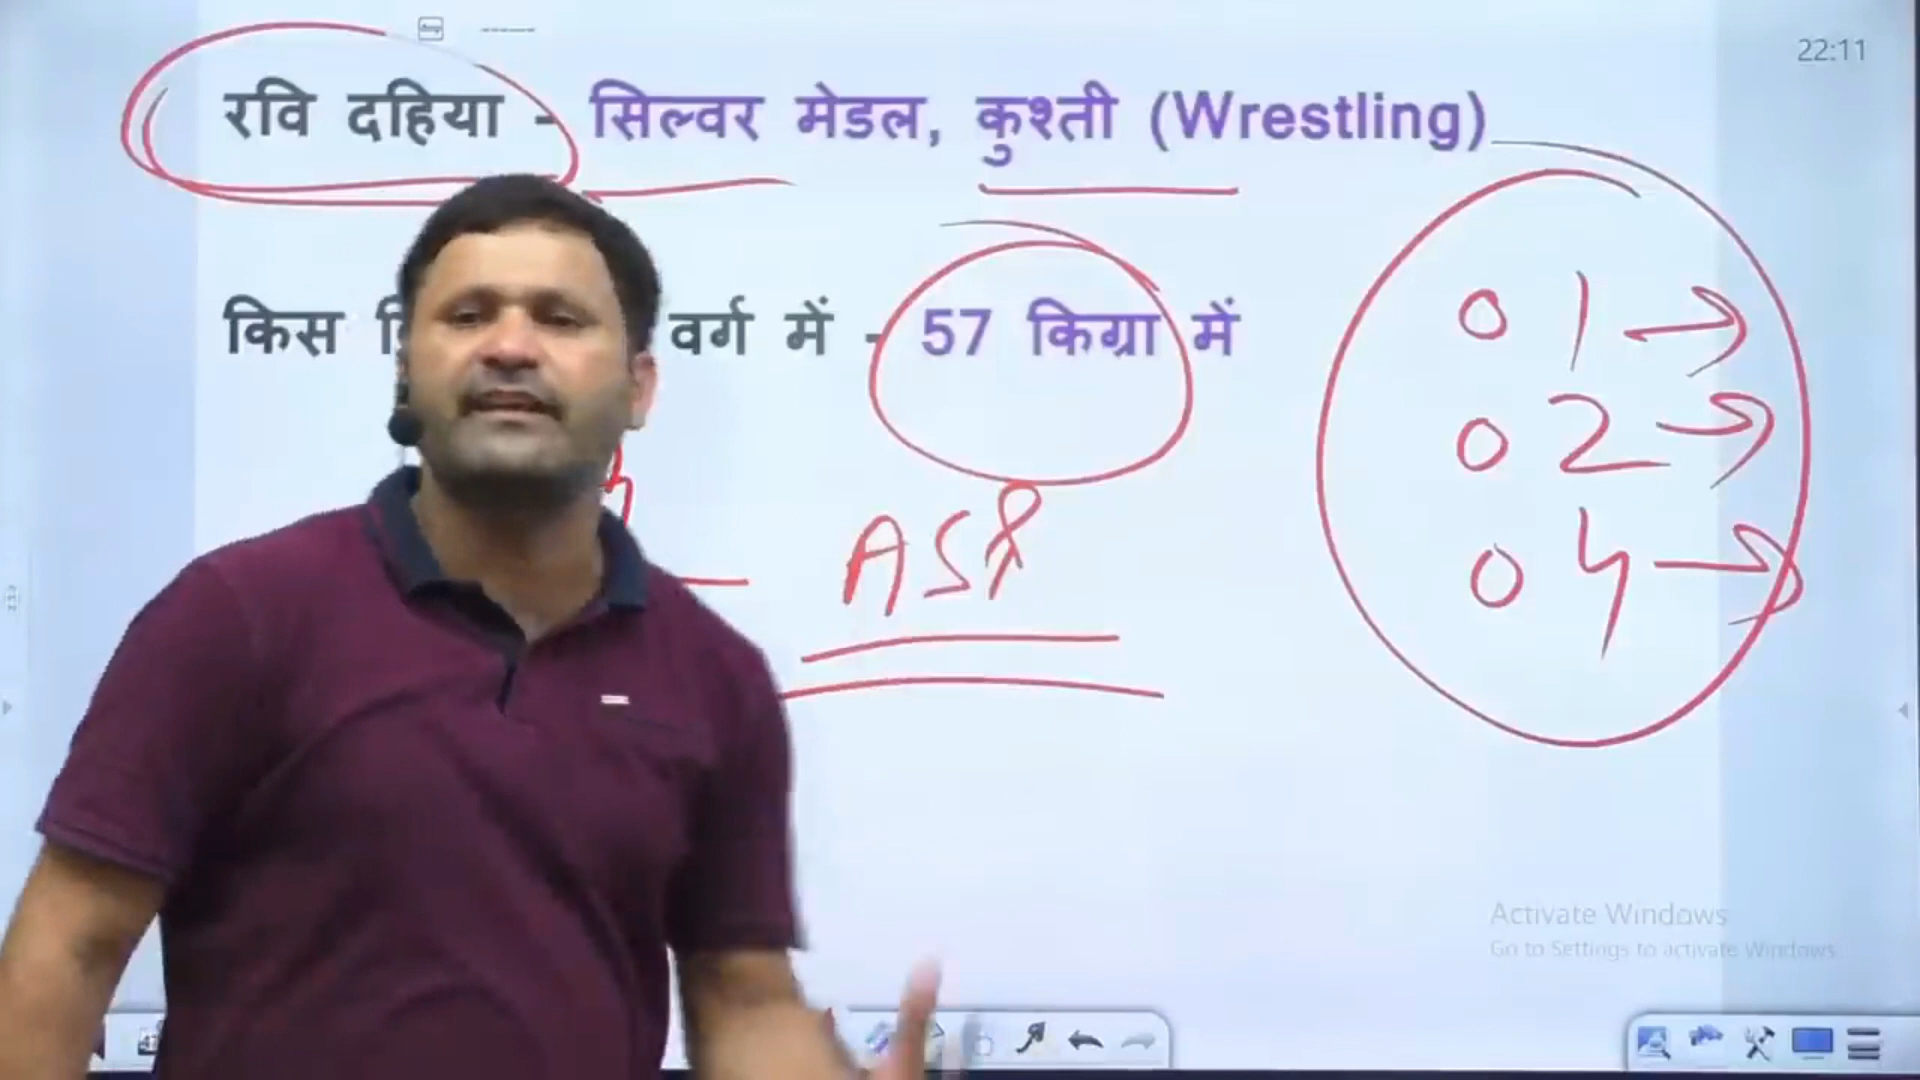 22:11
रवि दहिया - सिल्वर मेडल, कुश्ती (Wrestling)
किस वर्ग में - 57 किग्रा में
01→
02→
04→
Activate Windows
Go to Settings to activate Windows